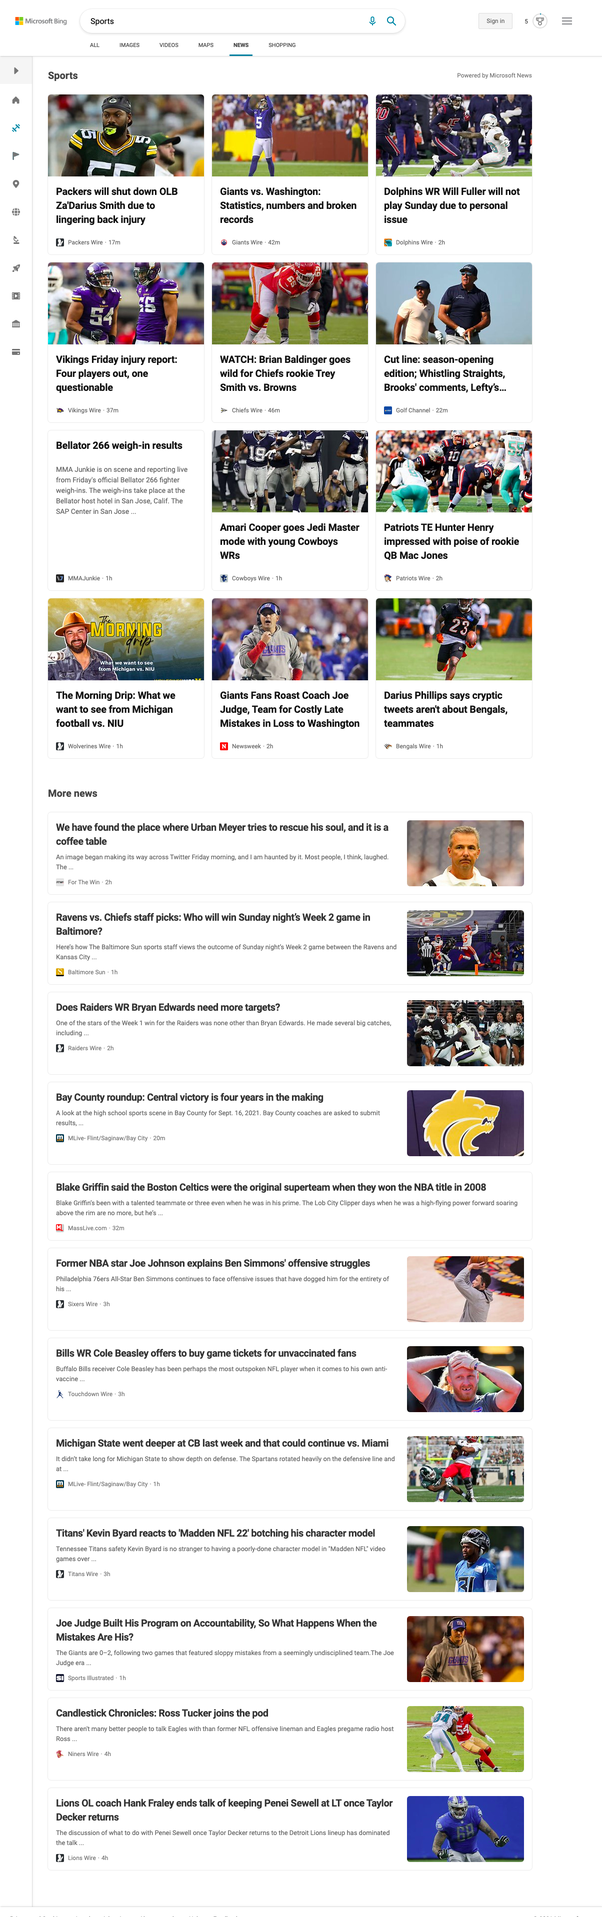 Microsoft Bing
Sports
Sign in
5
ALL
IMAGES
VIDEOS
MAPS
NEWS
SHOPPING
Sports
Powered by Microsoft News
Packers will shut down OLB
Za'Darius Smith due to
lingering back injury
Packers Wire · 17m
Giants vs. Washington:
Statistics, numbers and broken
records
Giants Wire · 42m
Dolphins WR Will Fuller will not
play Sunday due to personal
issue
Dolphins Wire · 2h
Vikings Friday injury report:
Four players out, one
questionable
Vikings Wire · 37m
WATCH: Brian Baldinger goes
wild for Chiefs rookie Trey
Smith vs. Browns
Chiefs Wire · 46m
Cut line: season-opening
edition; Whistling Straits,
Brooks' comments, Lefty's...
Golf Channel · 22m
Bellator 266 weigh-in results
MMA Junkie is on scene and reporting live
from Friday's official Bellator 266 fighter
weigh-ins. The weigh-ins take place at the
Bellator host hotel in San Jose, Calif. The
SAP Center in San Jose ...
MMAJunkie · 1h
Amari Cooper goes Jedi Master
mode with young Cowboys
WRs
Cowboys Wire · 1h
Patriots TE Hunter Henry
impressed with poise of rookie
QB Mac Jones
Patriots Wire · 2h
The
MORNING
drip
What we want to see
from Michigan vs. NIU
The Morning Drip: What we
want to see from Michigan
football vs. NIU
Wolverines Wire · 1h
Giants Fans Roast Coach Joe
Judge, Team for Costly Late
Mistakes in Loss to Washington
Newsweek · 2h
Darius Phillips says cryptic
tweets aren't about Bengals,
teammates
Bengals Wire · 1h
More news
We have found the place where Urban Meyer tries to rescue his soul, and it is a
coffee table
An image began making its way across Twitter Friday morning, and I am haunted by it. Most people, I think, laughed.
The ...
For The Win · 2h
Ravens vs. Chiefs staff picks: Who will win Sunday night's Week 2 game in
Baltimore?
Here's how The Baltimore Sun sports staff views the outcome of Sunday night's Week 2 game between the Ravens and
Kansas City ...
Baltimore Sun · 1h
Does Raiders WR Bryan Edwards need more targets?
One of the stars of the Week 1 win for the Raiders was none other than Bryan Edwards. He made several big catches,
including ...
Raiders Wire · 2h
Bay County roundup: Central victory is four years in the making
A look at the high school sports scene in Bay County for Sept. 16, 2021. Bay County coaches are asked to submit
results, ...
MLive- Flint/Saginaw/Bay City · 20m
Blake Griffin said the Boston Celtics were the original superteam when they won the NBA title in 2008
Blake Griffin's been with a talented teammate or three even when he was in his prime. The Lob City Clipper days when he was a high-flying power forward soaring
above the rim are no more, but he's ...
MassLive.com · 32m
Former NBA star Joe Johnson explains Ben Simmons' offensive struggles
Philadelphia 76ers All-Star Ben Simmons continues to face offensive issues that have dogged him for the entirety of
his ...
Sixers Wire · 3h
Bills WR Cole Beasley offers to buy game tickets for unvaccinated fans
Buffalo Bills receiver Cole Beasley has been perhaps the most outspoken NFL player when it comes to his own anti-
vaccine ...
Touchdown Wire · 3h
Michigan State went deeper at CB last week and that could continue vs. Miami
It didn't take long for Michigan State to show depth on defense. The Spartans rotated heavily on the defensive line and
at ...
MLive- Flint/Saginaw/Bay City · 1h
Titans' Kevin Byard reacts to 'Madden NFL 22' botching his character model
Tennessee Titans safety Kevin Byard is no stranger to having a poorly-done character model in "Madden NFL" video
games over ...
Titans Wire · 3h
Joe Judge Built His Program on Accountability, So What Happens When the
Mistakes Are His?
The Giants are 0–2, following two games that featured sloppy mistakes from a seemingly undisciplined team.The Joe
Judge era ...
Sports Illustrated · 1h
Candlestick Chronicles: Ross Tucker joins the pod
There aren't many better people to talk Eagles with than former NFL offensive lineman and Eagles pregame radio host
Ross ...
Niners Wire · 4h
Lions OL coach Hank Fraley ends talk of keeping Penei Sewell at LT once Taylor
Decker returns
The discussion of what to do with Penei Sewell once Taylor Decker returns to the Detroit Lions lineup has dominated
the talk ...
Lions Wire · 4h